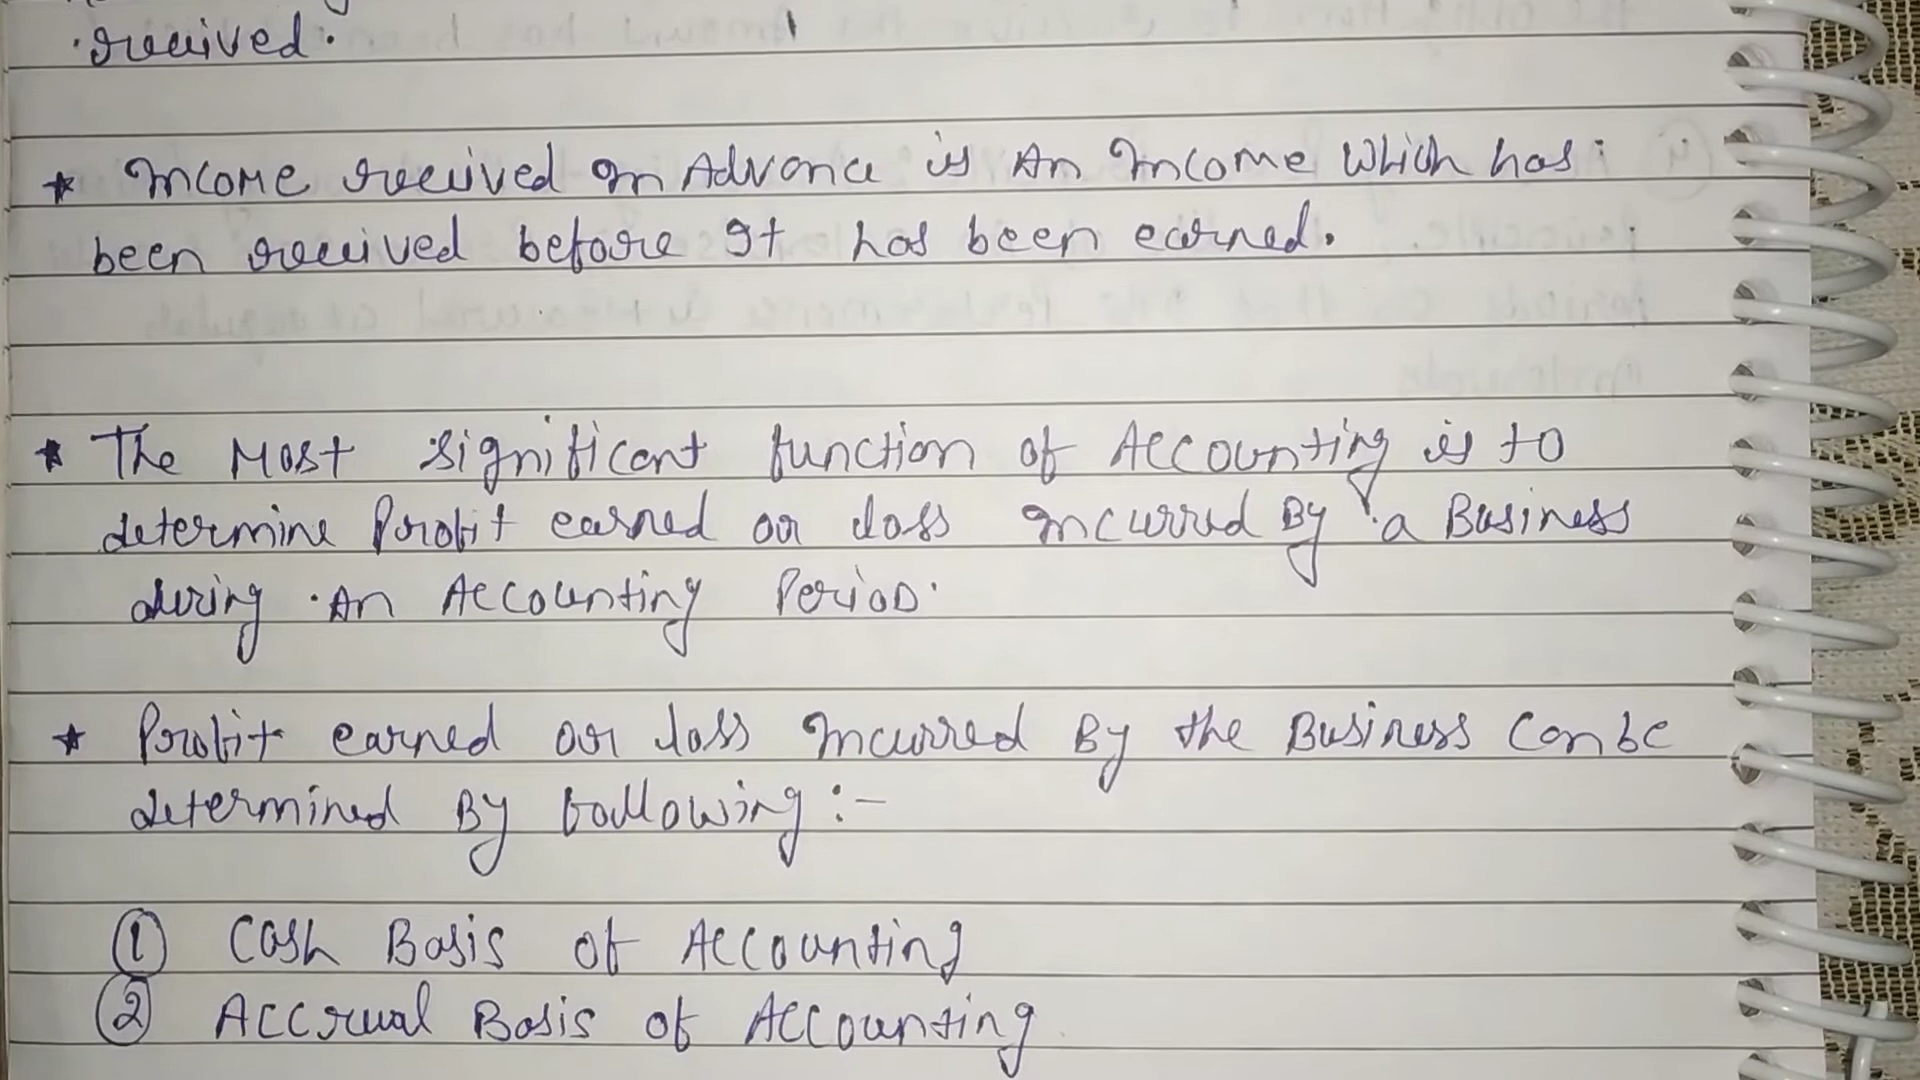 received.
* Income received In Advance is An Income Which has
been received before It has been earned.
* The Most significant function of Accounting is to
determine Profit earned or loss Incurred By a Business
during An Accounting Period.
* Profit earned or loss Incurred By the Business Can be
determined By following :-
① Cash Basis of Accounting
② Accrual Basis of Accounting